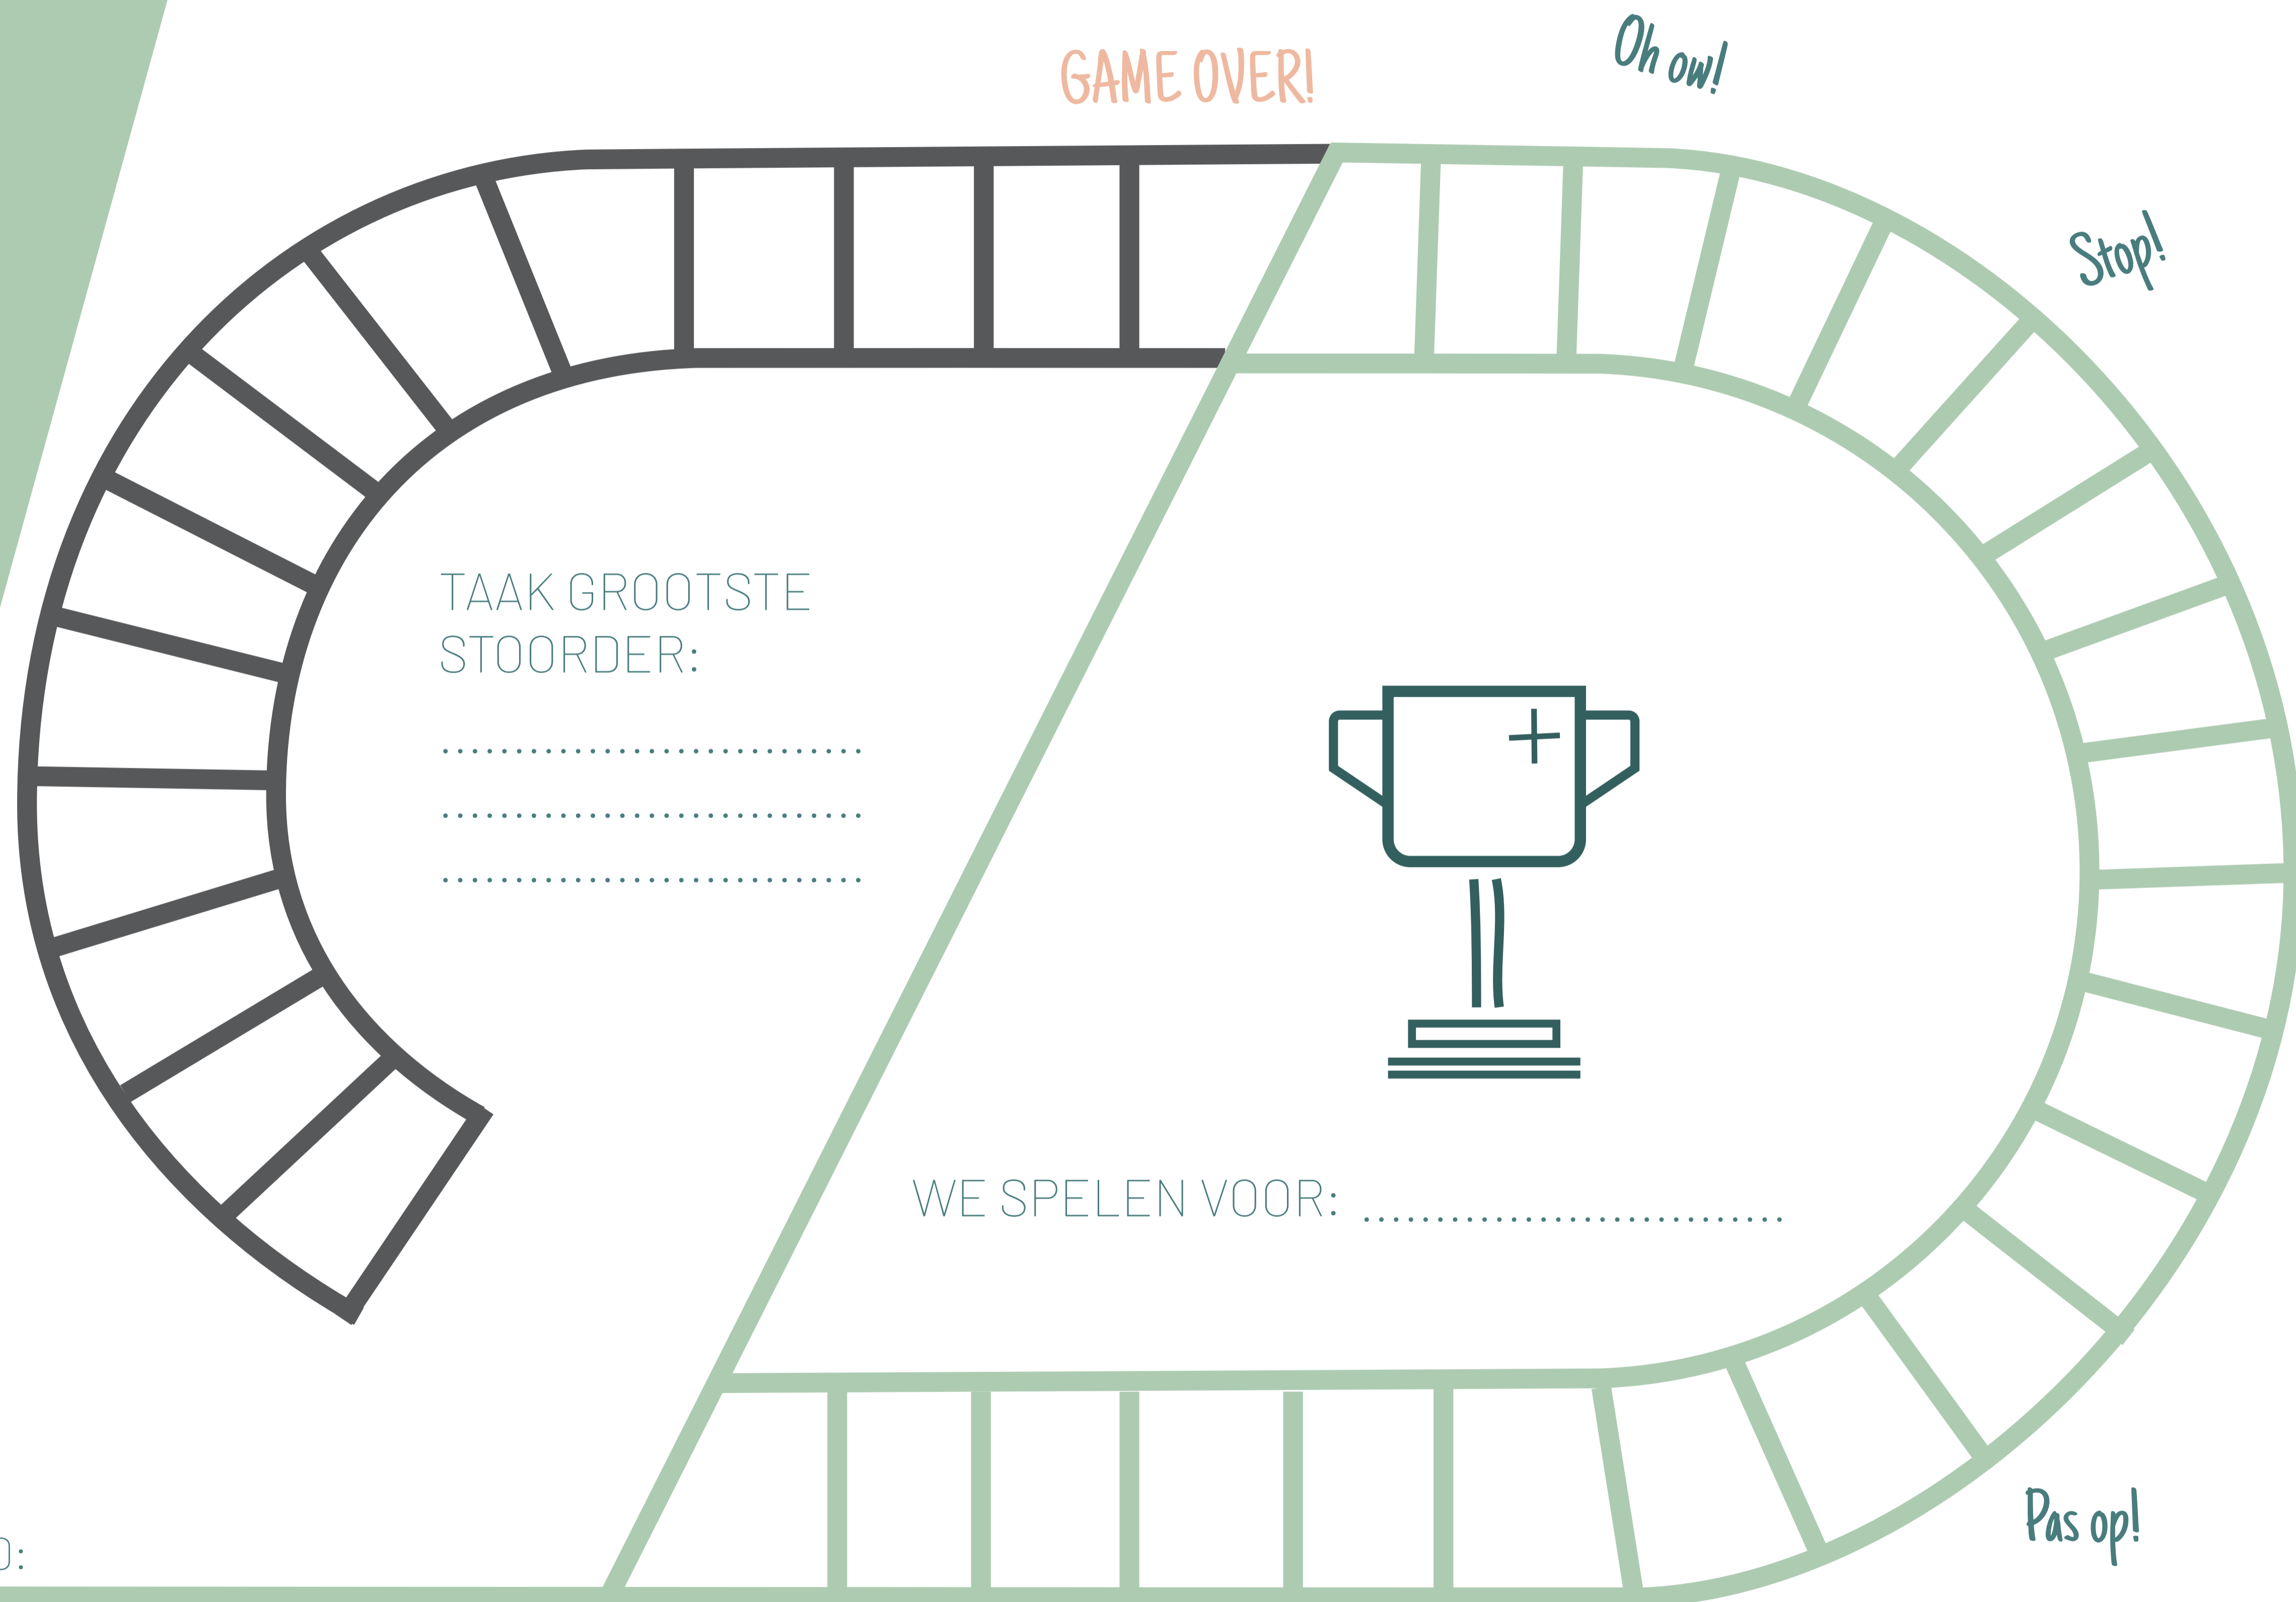 GAME OVER!
Oh ow!
Stop!
TAAK GROOTSTE
STOORDER:
WE SPELEN VOOR:
Pas op!